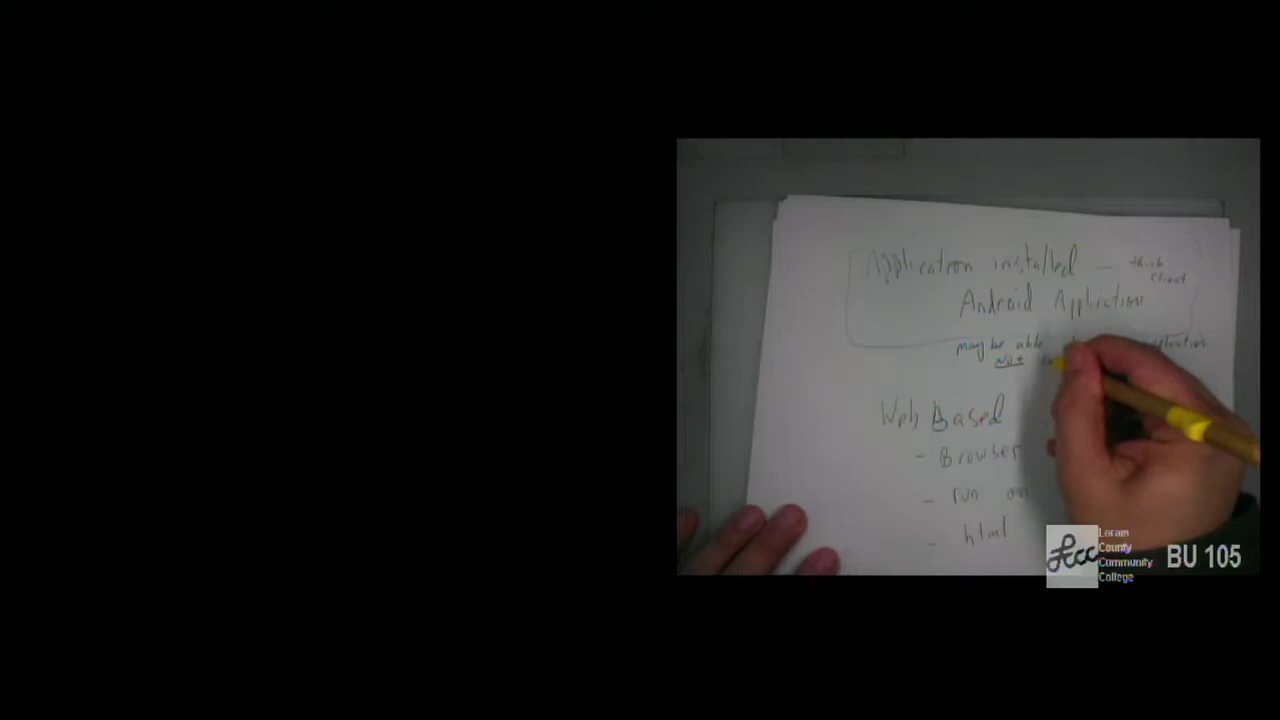 Application installed — thick
Client
Android Application
may be able
not
Web Based
- Browser
- run on
- html
Lorain
County
Community
College
lccc
BU 105